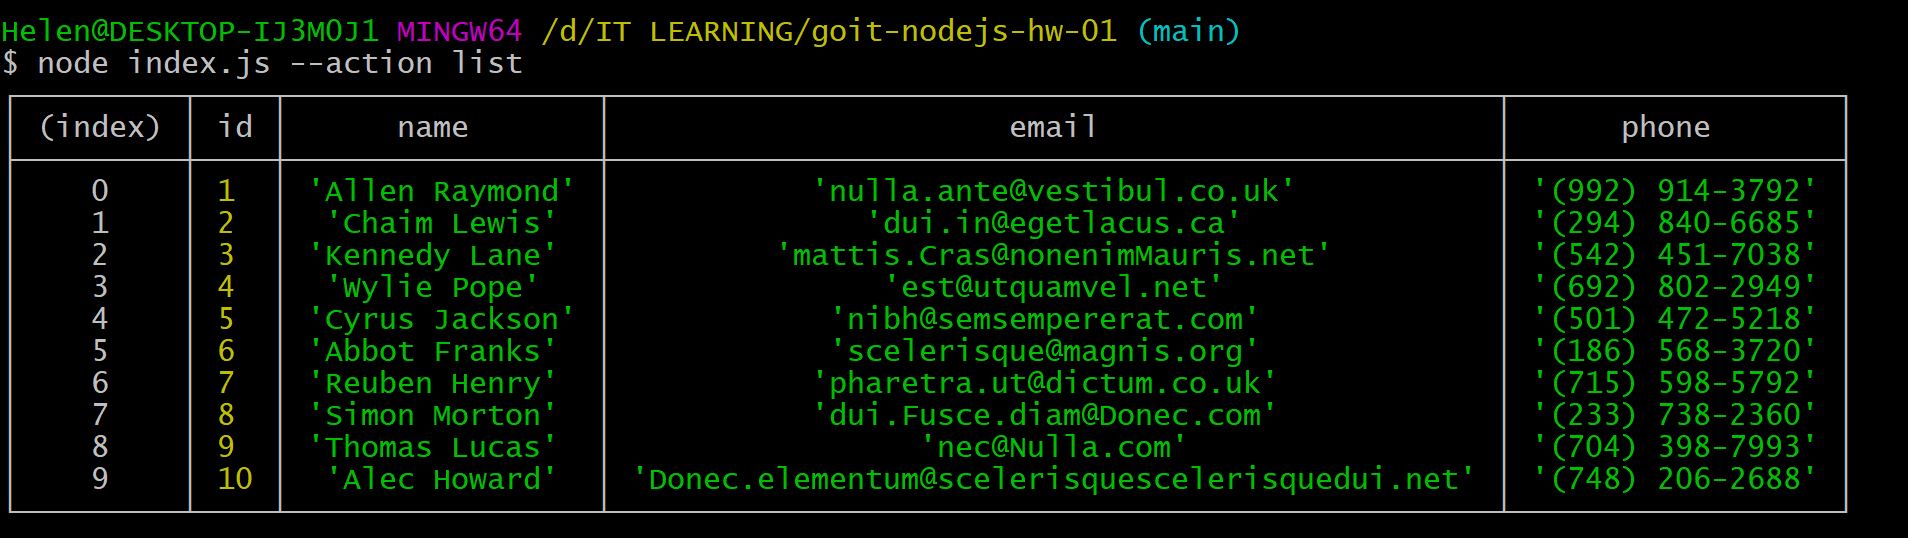 Helen@DESKTOP-IJ3MOJ1 MINGW64 /d/IT LEARNING/goit-nodejs-hw-01 (main)
$ node index.js --action list
(index) id name email phone
0 1 'Allen Raymond' 'nulla.ante@vestibul.co.uk' '(992) 914-3792'
1 2 'Chaim Lewis' 'dui.in@egetlacus.ca' '(294) 840-6685'
2 3 'Kennedy Lane' 'mattis.Cras@nonenimMauris.net' '(542) 451-7038'
3 4 'Wylie Pope' 'est@utquamvel.net' '(692) 802-2949'
4 5 'Cyrus Jackson' 'nibh@semsempererat.com' '(501) 472-5218'
5 6 'Abbot Franks' 'scelerisque@magnis.org' '(186) 568-3720'
6 7 'Reuben Henry' 'pharetra.ut@dictum.co.uk' '(715) 598-5792'
7 8 'Simon Morton' 'dui.Fusce.diam@Donec.com' '(233) 738-2360'
8 9 'Thomas Lucas' 'nec@Nulla.com' '(704) 398-7993'
9 10 'Alec Howard' 'Donec.elementum@scelerisquescelerisquedui.net' '(748) 206-2688'